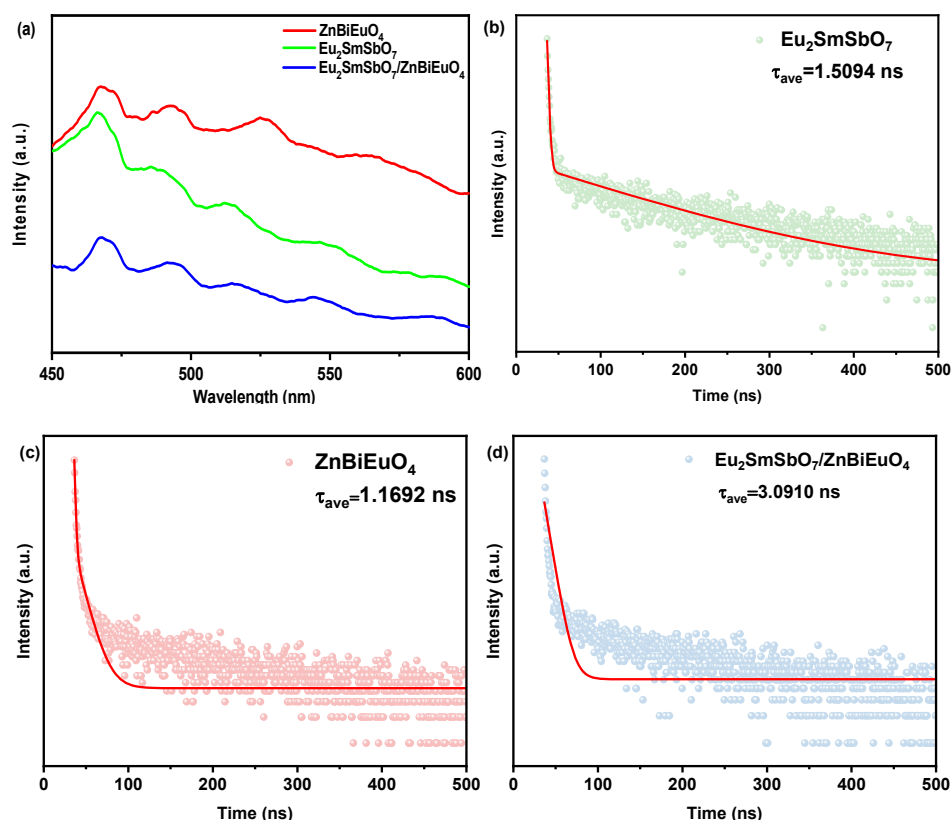 (a)
ZnBiEuO₄
Eu₂SmSbO₇
Eu₂SmSbO₇/ZnBiEuO₄
Intensity (a.u.)
450 500 550 600
Wavelength (nm)
(b)
Eu₂SmSbO₇
τave=1.5094 ns
Intensity (a.u.)
0 100 200 300 400 500
Time (ns)
(c)
ZnBiEuO₄
τave=1.1692 ns
Intensity (a.u.)
0 100 200 300 400 500
Time (ns)
(d)
Eu₂SmSbO₇/ZnBiEuO₄
τave=3.0910 ns
Intensity (a.u.)
0 100 200 300 400 500
Time (ns)